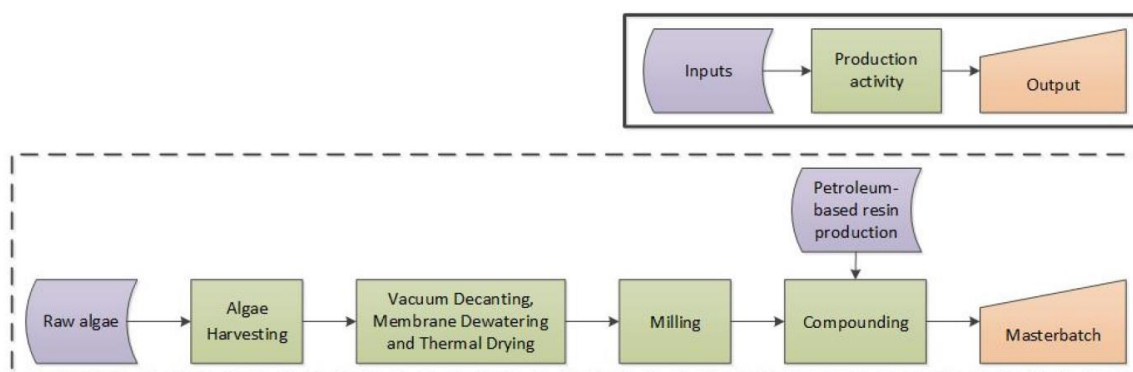 Inputs
Production
activity
Output
Petroleum-
based resin
production
Raw algae
Algae
Harvesting
Vacuum Decanting,
Membrane Dewatering
and Thermal Drying
Milling
Compounding
Masterbatch